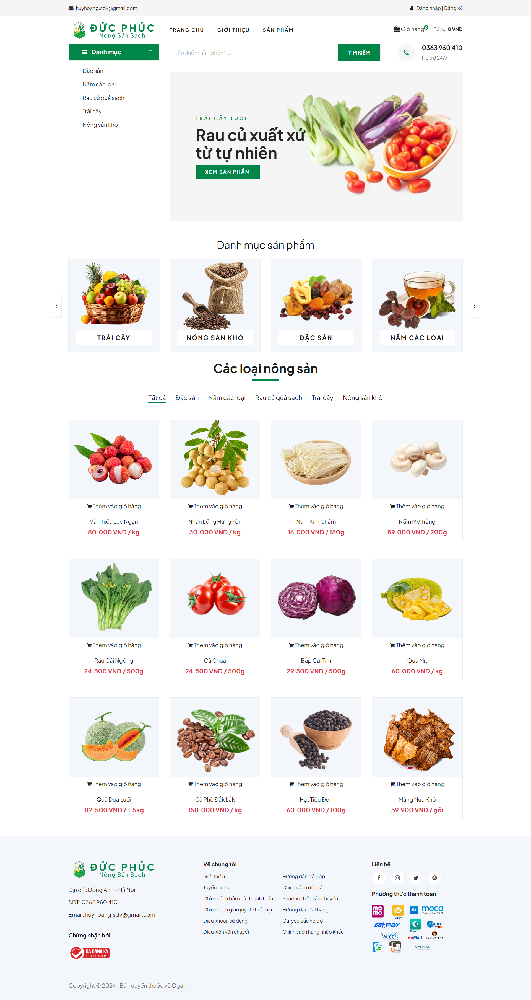 huyhoang.sdv@gmail.com
Đăng nhập | Đăng ký
ĐỨC PHÚC
Nông Sản Sạch
TRANG CHỦ
GIỚI THIỆU
SẢN PHẨM
Giỏ hàng 0
Tổng: 0 VND
Danh mục
Tìm kiếm sản phẩm ...
TÌM KIẾM
0363 960 410
Hỗ trợ 24/7
Đặc sản
Nấm các loại
Rau củ quả sạch
Trái cây
Nông sản khô
TRÁI CÂY TƯƠI
Rau củ xuất xứ
từ tự nhiên
XEM SẢN PHẨM
Danh mục sản phẩm
TRÁI CÂY
NÔNG SẢN KHÔ
ĐẶC SẢN
NẤM CÁC LOẠI
Các loại nông sản
Tất cả
Đặc sản
Nấm các loại
Rau củ quả sạch
Trái cây
Nông sản khô
Thêm vào giỏ hàng
Vải Thiều Lục Ngạn
50.000 VND / kg
Thêm vào giỏ hàng
Nhãn Lồng Hưng Yên
30.000 VND / kg
Thêm vào giỏ hàng
Nấm Kim Châm
16.000 VND / 150g
Thêm vào giỏ hàng
Nấm Mỡ Trắng
59.000 VND / 200g
Thêm vào giỏ hàng
Rau Cải Ngồng
24.500 VND / 500g
Thêm vào giỏ hàng
Cà Chua
24.500 VND / 500g
Thêm vào giỏ hàng
Bắp Cải Tím
29.500 VND / 500g
Thêm vào giỏ hàng
Quả Mít
60.000 VND / kg
Thêm vào giỏ hàng
Quả Dưa Lưới
112.500 VND / 1.5kg
Thêm vào giỏ hàng
Cà Phê Đắk Lắk
150.000 VND / kg
Thêm vào giỏ hàng
Hạt Tiêu Đen
60.000 VND / 100g
Thêm vào giỏ hàng
Măng Nứa Khô
59.900 VND / gói
ĐỨC PHÚC
Nông Sản Sạch
Địa chỉ: Đông Anh - Hà Nội
SĐT: 0363 960 410
Email: huyhoang.sdv@gmail.com
Chứng nhận bởi
ĐÃ ĐĂNG KÝ
BỘ CÔNG THƯƠNG
Về chúng tôi
Giới thiệu
Tuyển dụng
Chính sách bảo mật thanh toán
Chính sách giải quyết khiếu nại
Điều khoản sử dụng
Điều kiện vận chuyển
Hướng dẫn trả góp
Chính sách đổi trả
Phương thức vận chuyển
Hướng dẫn đặt hàng
Gửi yêu cầu hỗ trợ
Chính sách hàng nhập khẩu
Liên hệ
Phương thức thanh toán
mo
mo
ViViệt
m moca
mobile payment
VTCPAY
BankPlus
OnePAY
VISA
Payoo
VnMart
NganLuong.vn
Zalo
Pay
BAOKIM.VN
Copyright © 2024 | Bản quyền thuộc về Ogani